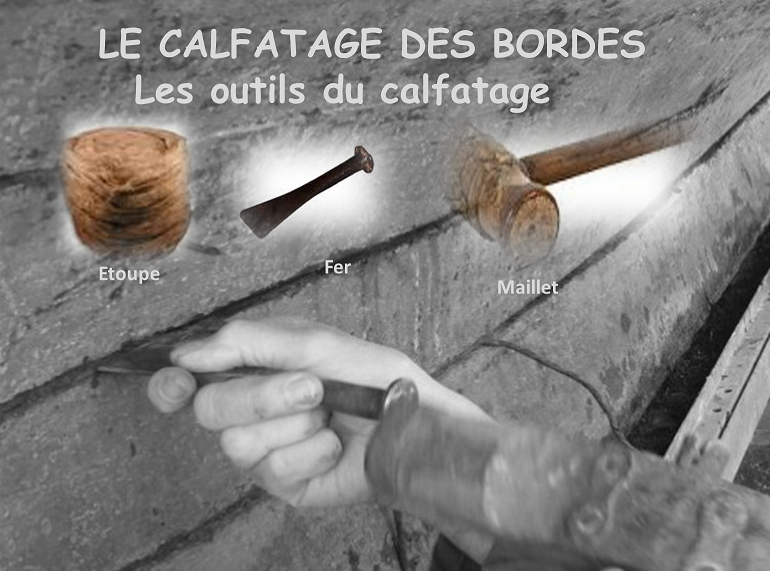 LE CALFATAGE DES BORDES
Les outils du calfatage
Etoupe
Fer
Maillet